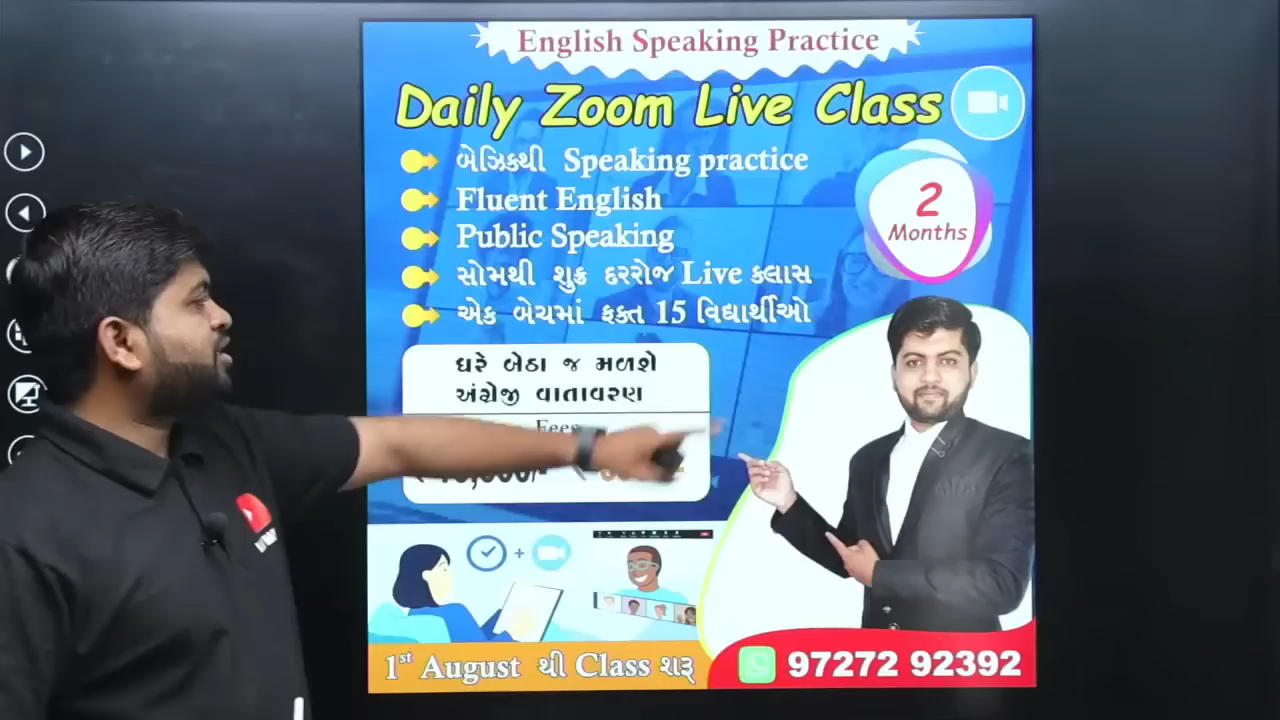 English Speaking Practice
Daily Zoom Live Class
બેઝિકથી Speaking practice
Fluent English
Public Speaking
સોમથી શુક્ર દરરોજ Live ક્લાસ
એક બેચમાં ફક્ત 15 વિદ્યાર્થીઓ
2
Months
ઘરે બેઠા જ મળશે
અંગ્રેજી વાતાવરણ
Fees
1st August થી Class શરૂ
97272 92392